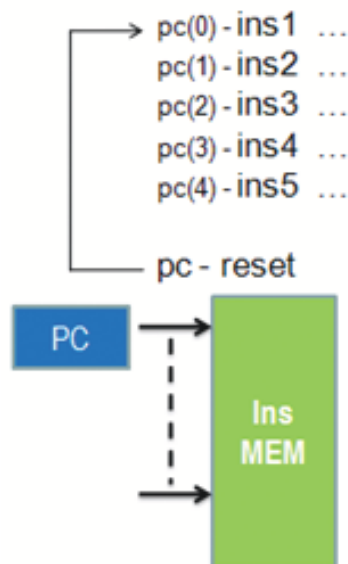 pc(0) - ins1 ...
pc(1) - ins2 ...
pc(2) - ins3 ...
pc(3) - ins4 ...
pc(4) - ins5 ...
pc - reset
PC
Ins
MEM